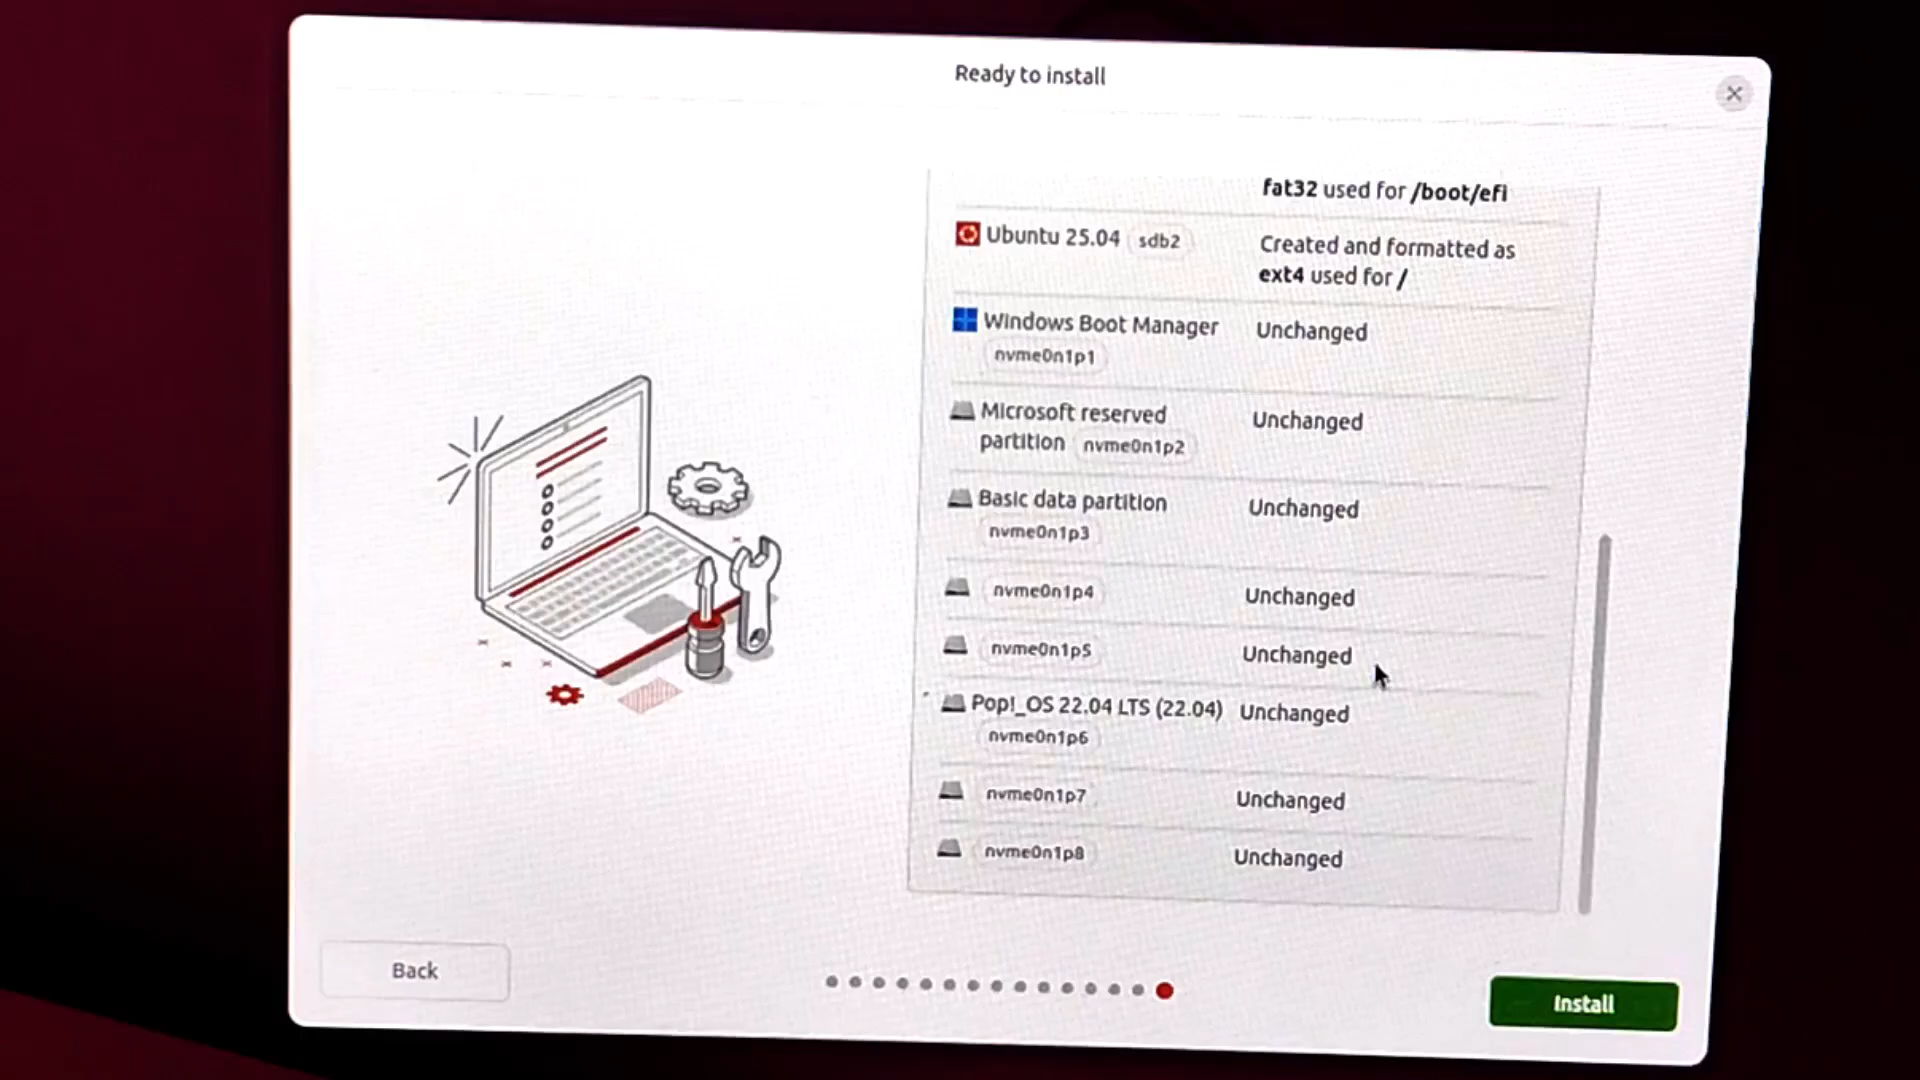 Ready to install
fat32 used for /boot/efi
Ubuntu 25.04 sdb2
Created and formatted as
ext4 used for /
Windows Boot Manager Unchanged
nvme0n1p1
Microsoft reserved Unchanged
partition nvme0n1p2
Basic data partition Unchanged
nvme0n1p3
nvme0n1p4 Unchanged
nvme0n1p5 Unchanged
Pop!_OS 22.04 LTS (22.04) Unchanged
nvme0n1p6
nvme0n1p7 Unchanged
nvme0n1p8 Unchanged
Back
Install